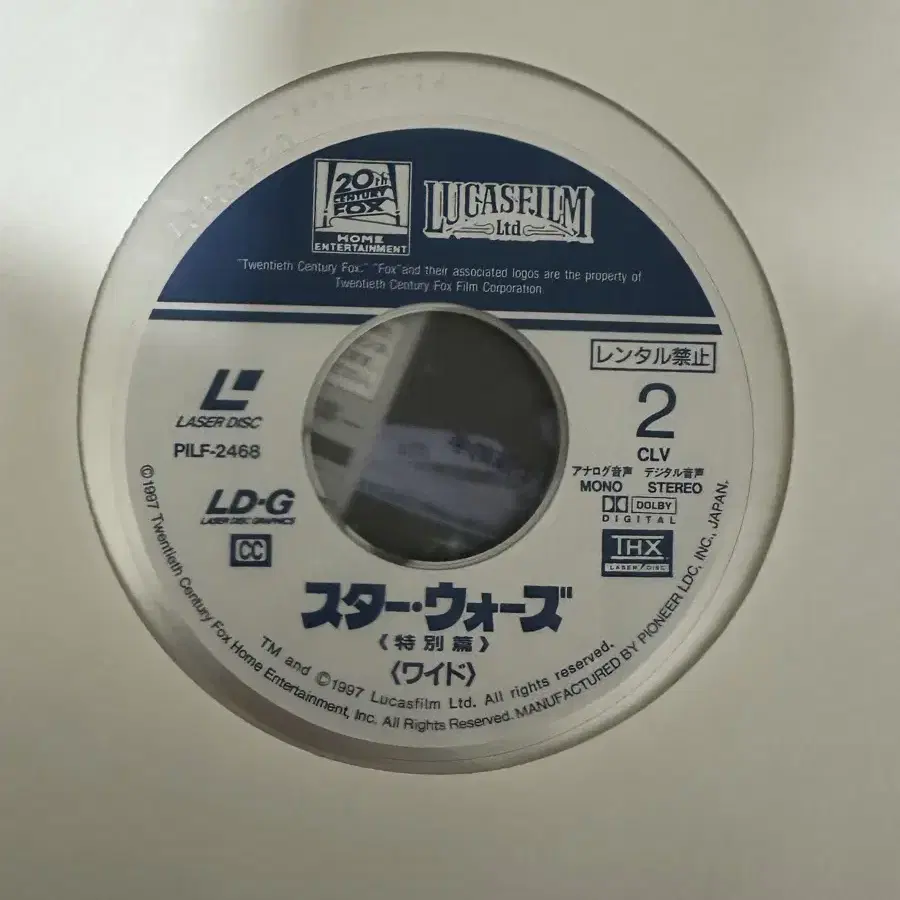 20th
CENTURY
FOX
HOME
ENTERTAINMENT
LUCASFILM
Ltd
"Twentieth Century Fox," "Fox" and their associated logos are the property of
Twentieth Century Fox Film Corporation.
レンタル禁止
LASER DISC
PILF-2468
2
CLV
アナログ音声 デジタル音声
MONO STEREO
DOLBY
DIGITAL
THX
LASER DISC
LD-G
LASER DISC GRAPHICS
CC
スター・ウォーズ
《特別篇》
〈ワイド〉
TM and ©1997 Lucasfilm Ltd. All rights reserved.
©1997 Twentieth Century Fox Home Entertainment, Inc. All Rights Reserved. MANUFACTURED BY PIONEER LDC, INC., JAPAN.